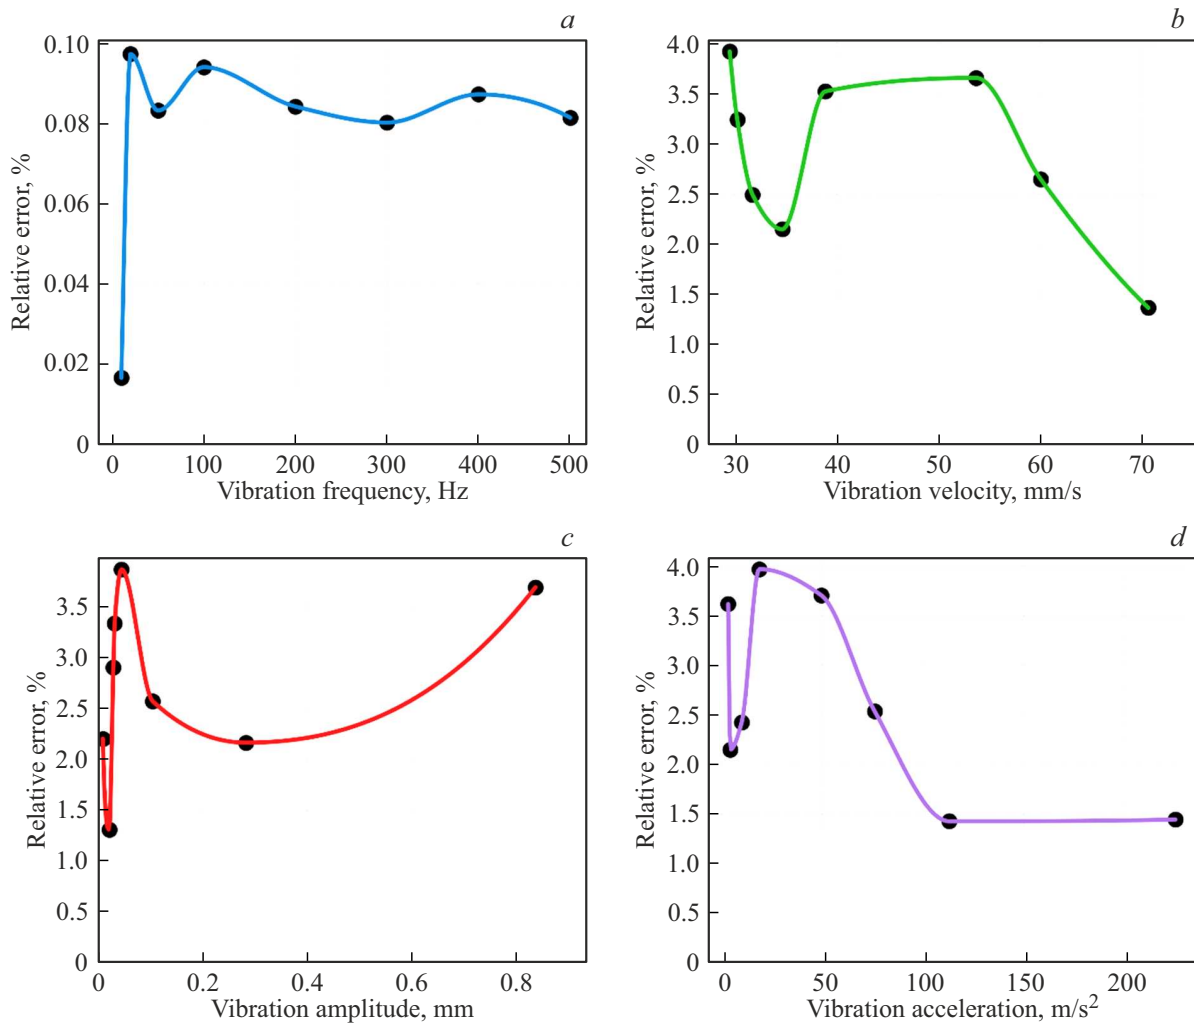 a
0.10
0.08
0.06
0.04
0.02
0
Relative error, %
0 100 200 300 400 500
Vibration frequency, Hz
b
4.0
3.5
3.0
2.5
2.0
1.5
1.0
0.5
0
Relative error, %
30 40 50 60 70
Vibration velocity, mm/s
c
3.5
3.0
2.5
2.0
1.5
1.0
0.5
0
Relative error, %
0 0.2 0.4 0.6 0.8
Vibration amplitude, mm
d
4.0
3.5
3.0
2.5
2.0
1.5
1.0
0.5
0
Relative error, %
0 50 100 150 200
Vibration acceleration, m/s²